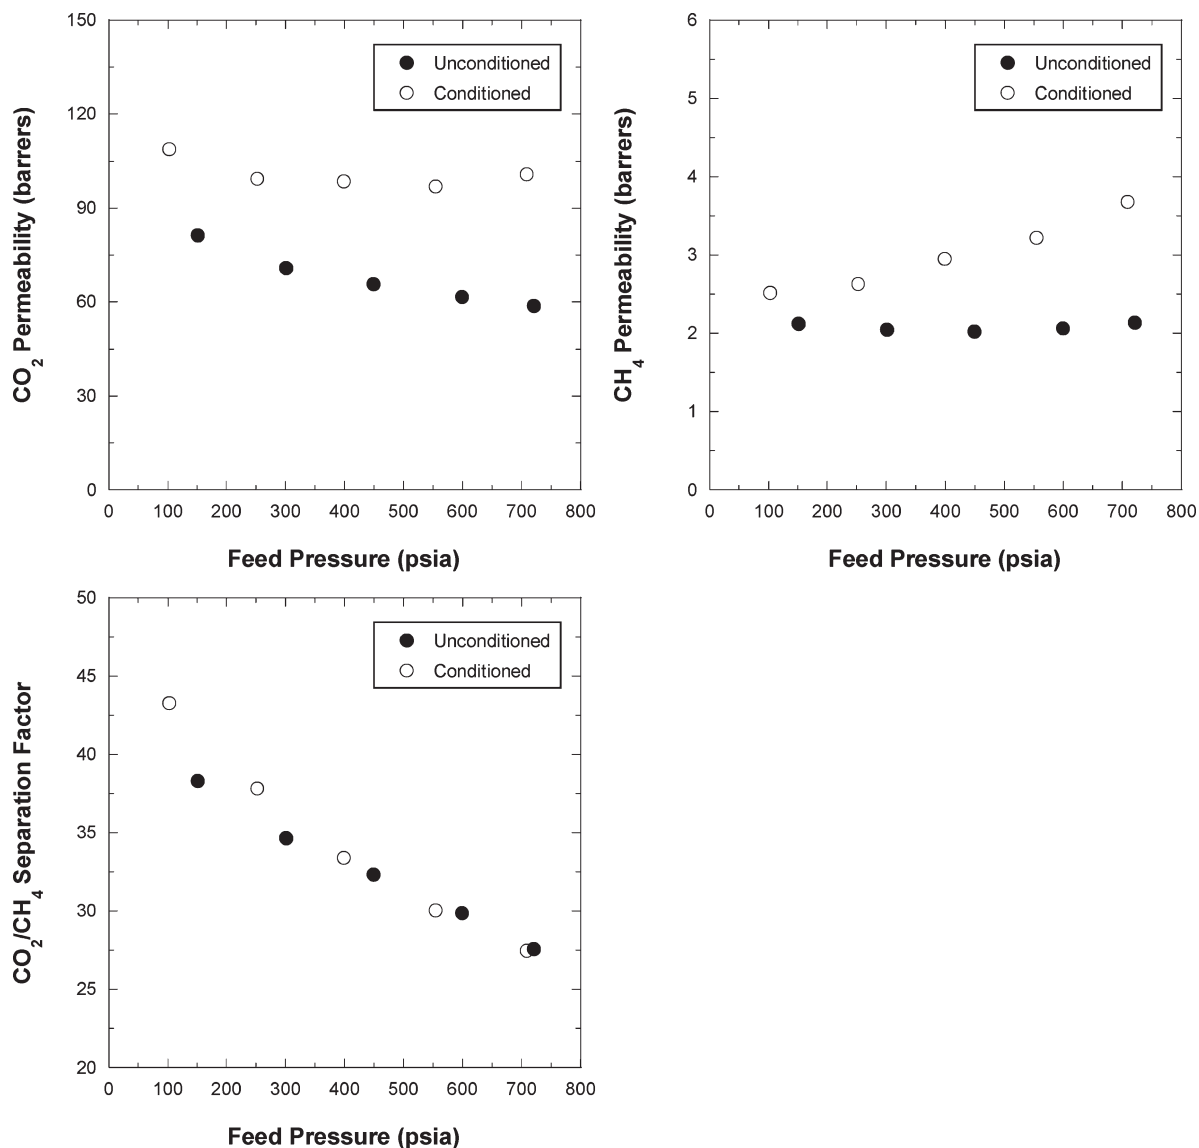 150
120
90
60
30
0
CO2 Permeability (barrers)
Unconditioned
Conditioned
0 100 200 300 400 500 600 700 800
Feed Pressure (psia)
6
5
4
3
2
1
0
CH4 Permeability (barrers)
Unconditioned
Conditioned
0 100 200 300 400 500 600 700 800
Feed Pressure (psia)
50
45
40
35
30
25
20
CO2/CH4 Separation Factor
Unconditioned
Conditioned
0 100 200 300 400 500 600 700 800
Feed Pressure (psia)